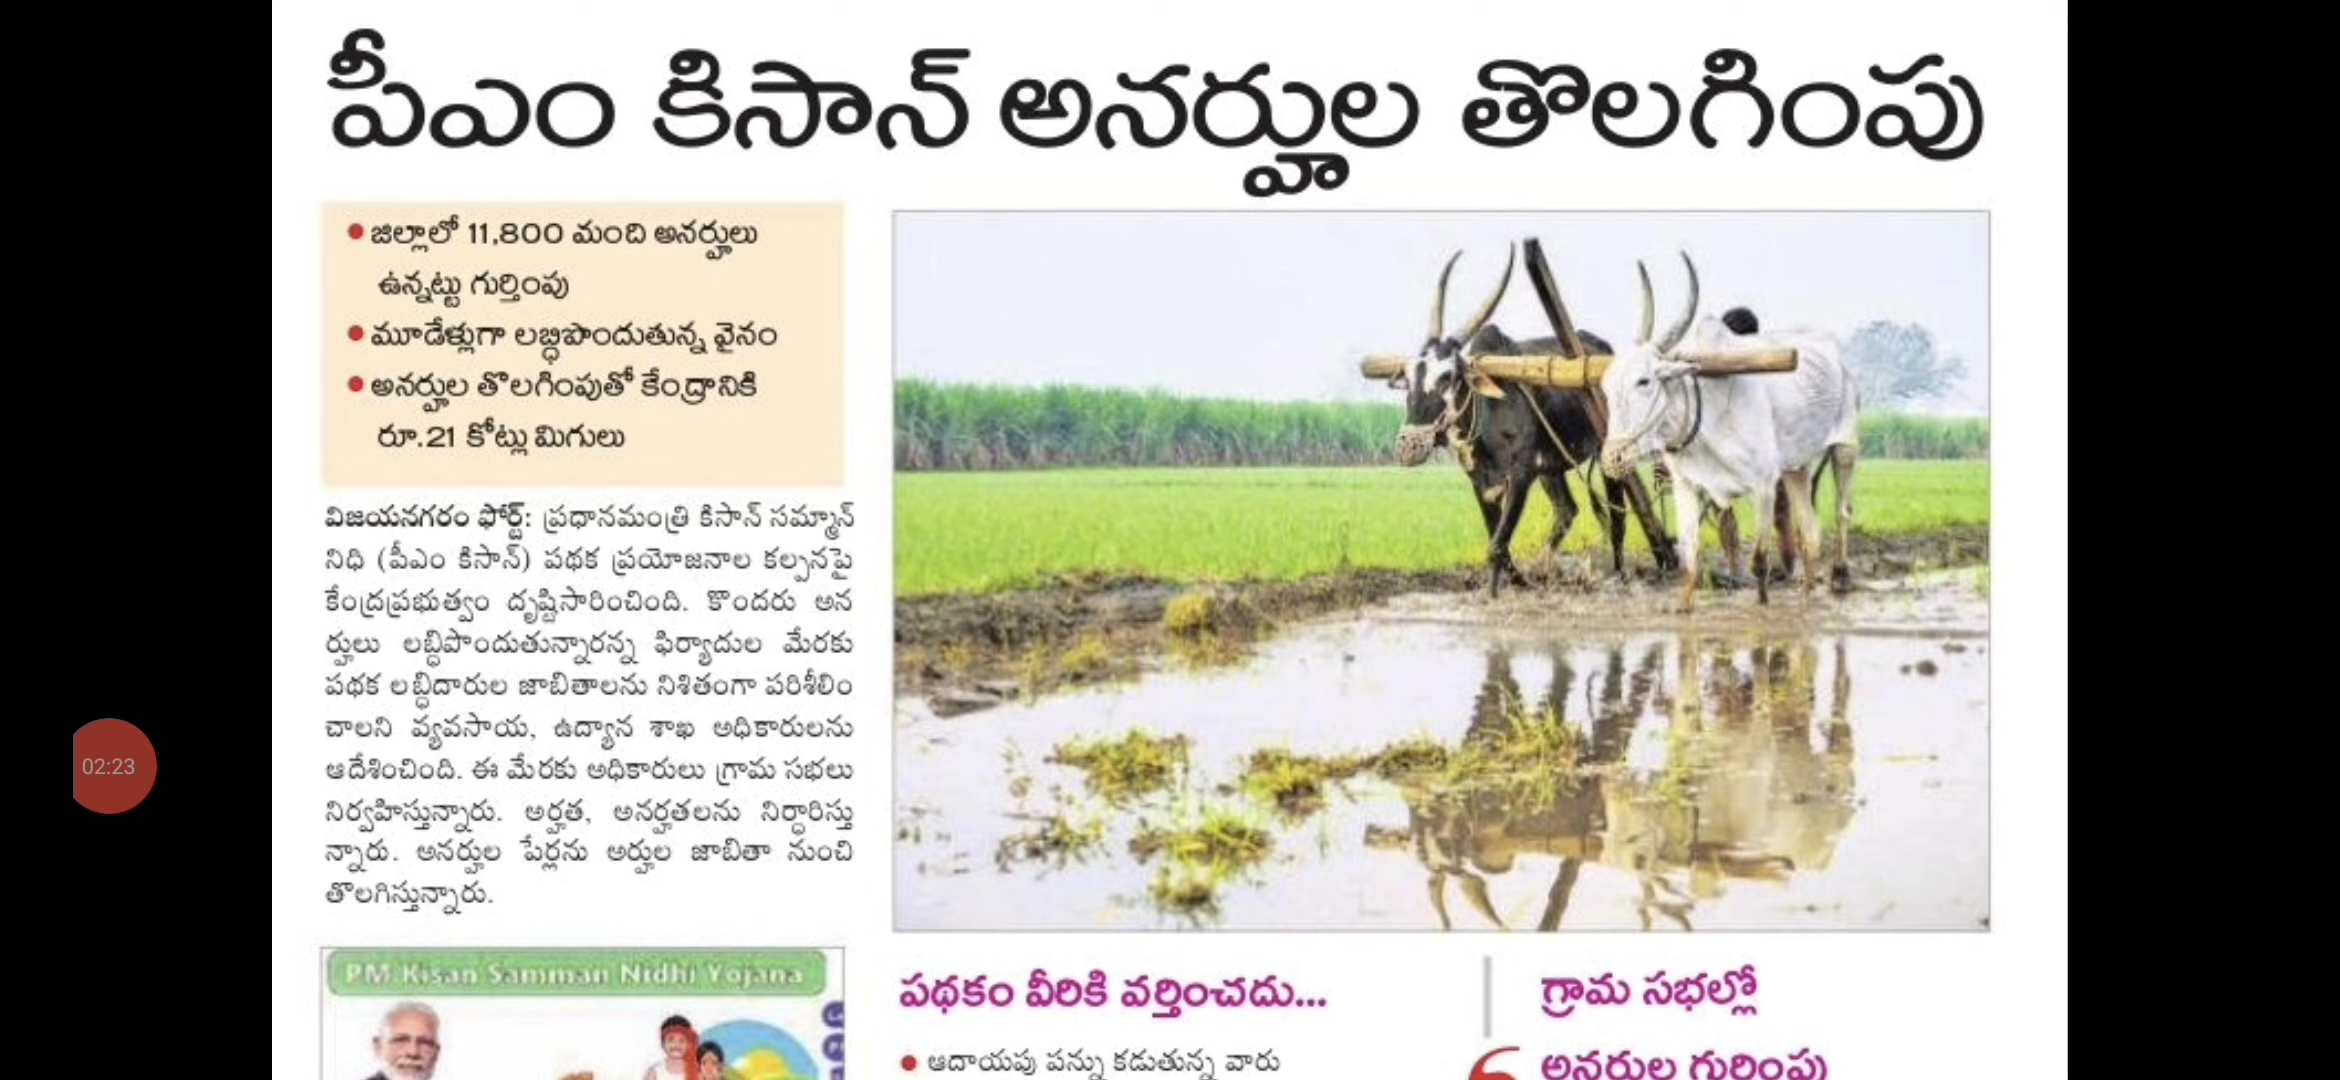 పీఎం కిసాన్ అనర్హుల తొలగింపు
● జిల్లాలో 11,800 మంది అనర్హులు
ఉన్నట్టు గుర్తింపు
● మూడేళ్లుగా లబ్ధిపొందుతున్న వైనం
● అనర్హుల తొలగింపుతో కేంద్రానికి
రూ.21 కోట్లు మిగులు
విజయనగరం ఫోర్ట్: ప్రధానమంత్రి కిసాన్ సమ్మాన్
నిధి (పీఎం కిసాన్) పథక ప్రయోజనాల కల్పనపై
కేంద్రప్రభుత్వం దృష్టిసారించింది. కొందరు అన
ర్హులు లబ్ధిపొందుతున్నారన్న ఫిర్యాదుల మేరకు
పథక లబ్ధిదారుల జాబితాలను నిశితంగా పరిశీలిం
చాలని వ్యవసాయ, ఉద్యాన శాఖ అధికారులను
ఆదేశించింది. ఈ మేరకు అధికారులు గ్రామ సభలు
నిర్వహిస్తున్నారు. అర్హత, అనర్హతలను నిర్ధారిస్తు
న్నారు. అనర్హుల పేర్లను అర్హుల జాబితా నుంచి
తొలగిస్తున్నారు.
PM Kisan Samman Nidhi Yojana
పథకం వీరికి వర్తించదు...
● ఆదాయపు పన్ను కడుతున్న వారు
గ్రామ సభల్లో
అనర్హుల గుర్తింపు
02:23